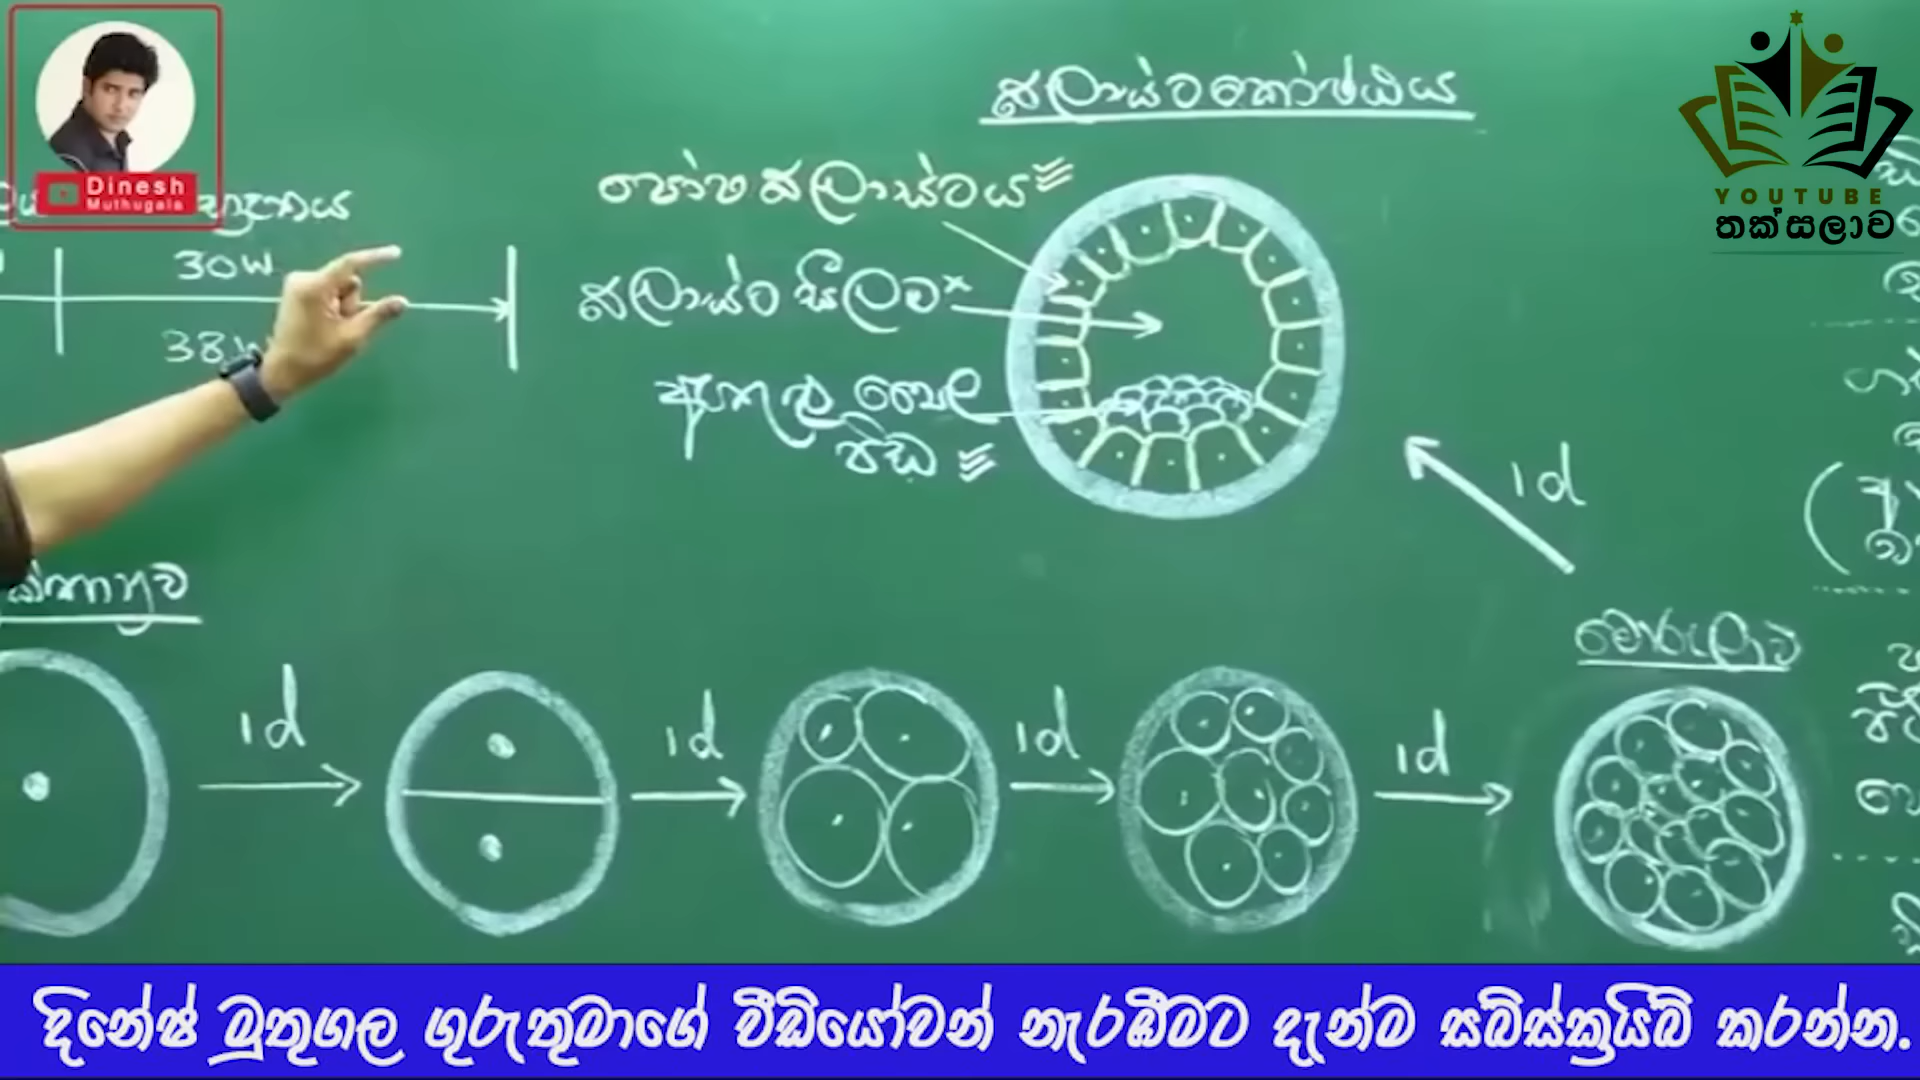 බ්ලාස්ට කෝෂ්ඨය
Dinesh
Muthugala
YOUTUBE
තක්සලාව
පෝෂ බ්ලාස්ටය
30w
38w
බ්ලාස්ට සීලම
ඇතුළු සෛල
පිඩ
1d
මොරුලාව
1d
1d
1d
1d
දිනේෂ් මුතුගල ගුරුතුමාගේ වීඩියෝවන් නැරඹීමට දැන්ම සබ්ස්ක්‍රයිබ් කරන්න.